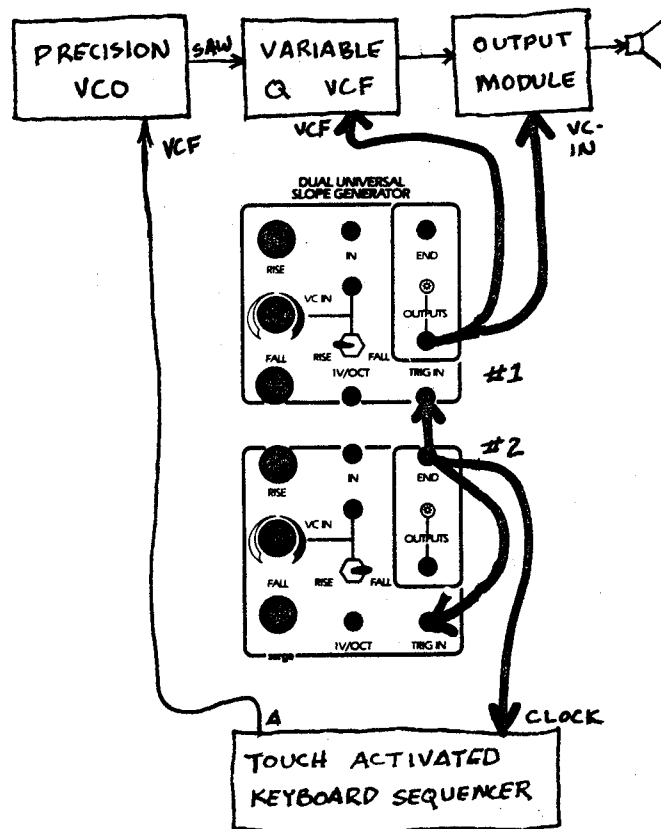 PRECISION
VCO
SAW
VARIABLE
Q VCF
OUTPUT
MODULE
VCF
VCF
VC-
IN
DUAL UNIVERSAL
SLOPE GENERATOR
RISE
IN
END
VC IN
OUTPUTS
RISE
FALL
FALL
1V/OCT
TRIG IN
#1
#2
RISE
IN
END
VC IN
OUTPUTS
RISE
FALL
FALL
1V/OCT
TRIG IN
serge
A
CLOCK
TOUCH ACTIVATED
KEYBOARD SEQUENCER